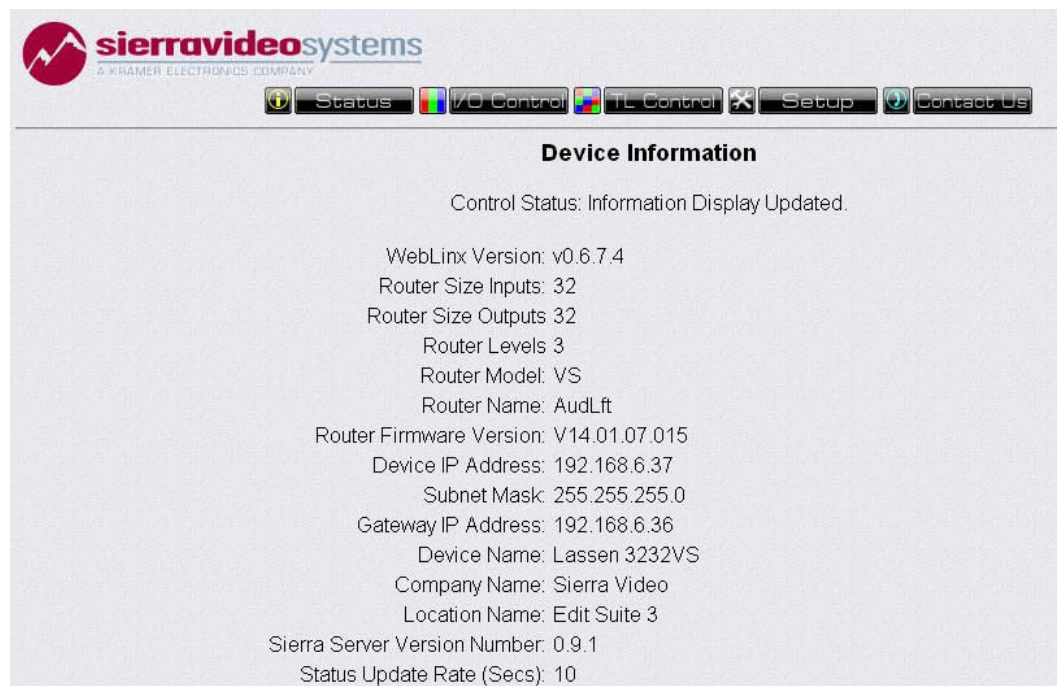 sierravideosystems
A KRAMER ELECTRONICS COMPANY
Status I/O Control TL Control Setup Contact Us
Device Information
Control Status: Information Display Updated.
WebLinx Version: v0.6.7.4
Router Size Inputs: 32
Router Size Outputs 32
Router Levels 3
Router Model: VS
Router Name: AudLft
Router Firmware Version: V14.01.07.015
Device IP Address: 192.168.6.37
Subnet Mask: 255.255.255.0
Gateway IP Address: 192.168.6.36
Device Name: Lassen 3232VS
Company Name: Sierra Video
Location Name: Edit Suite 3
Sierra Server Version Number: 0.9.1
Status Update Rate (Secs): 10